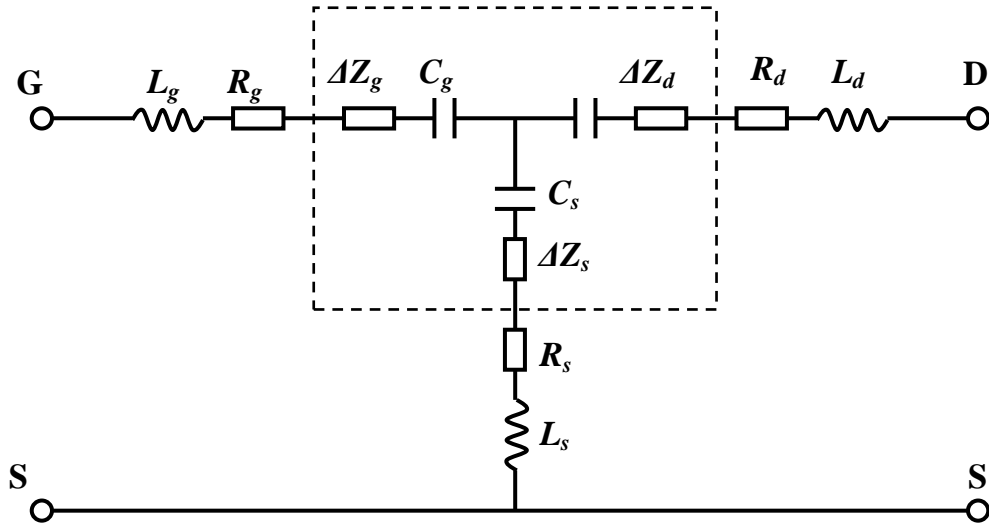 G L_g R_g ΔZ_g C_g ΔZ_d R_d L_d D
C_s
ΔZ_s
R_s
L_s
S S